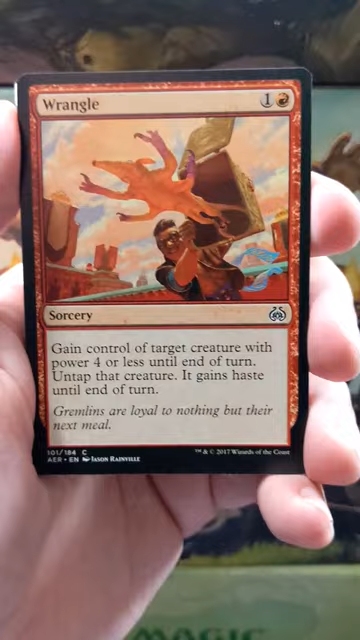 Wrangle 1
Sorcery
Gain control of target creature with
power 4 or less until end of turn.
Untap that creature. It gains haste
until end of turn.
Gremlins are loyal to nothing but their
next meal.
101/184 C
AER • EN Jason Rainville
™ & © 2017 Wizards of the Coast
MAGIC